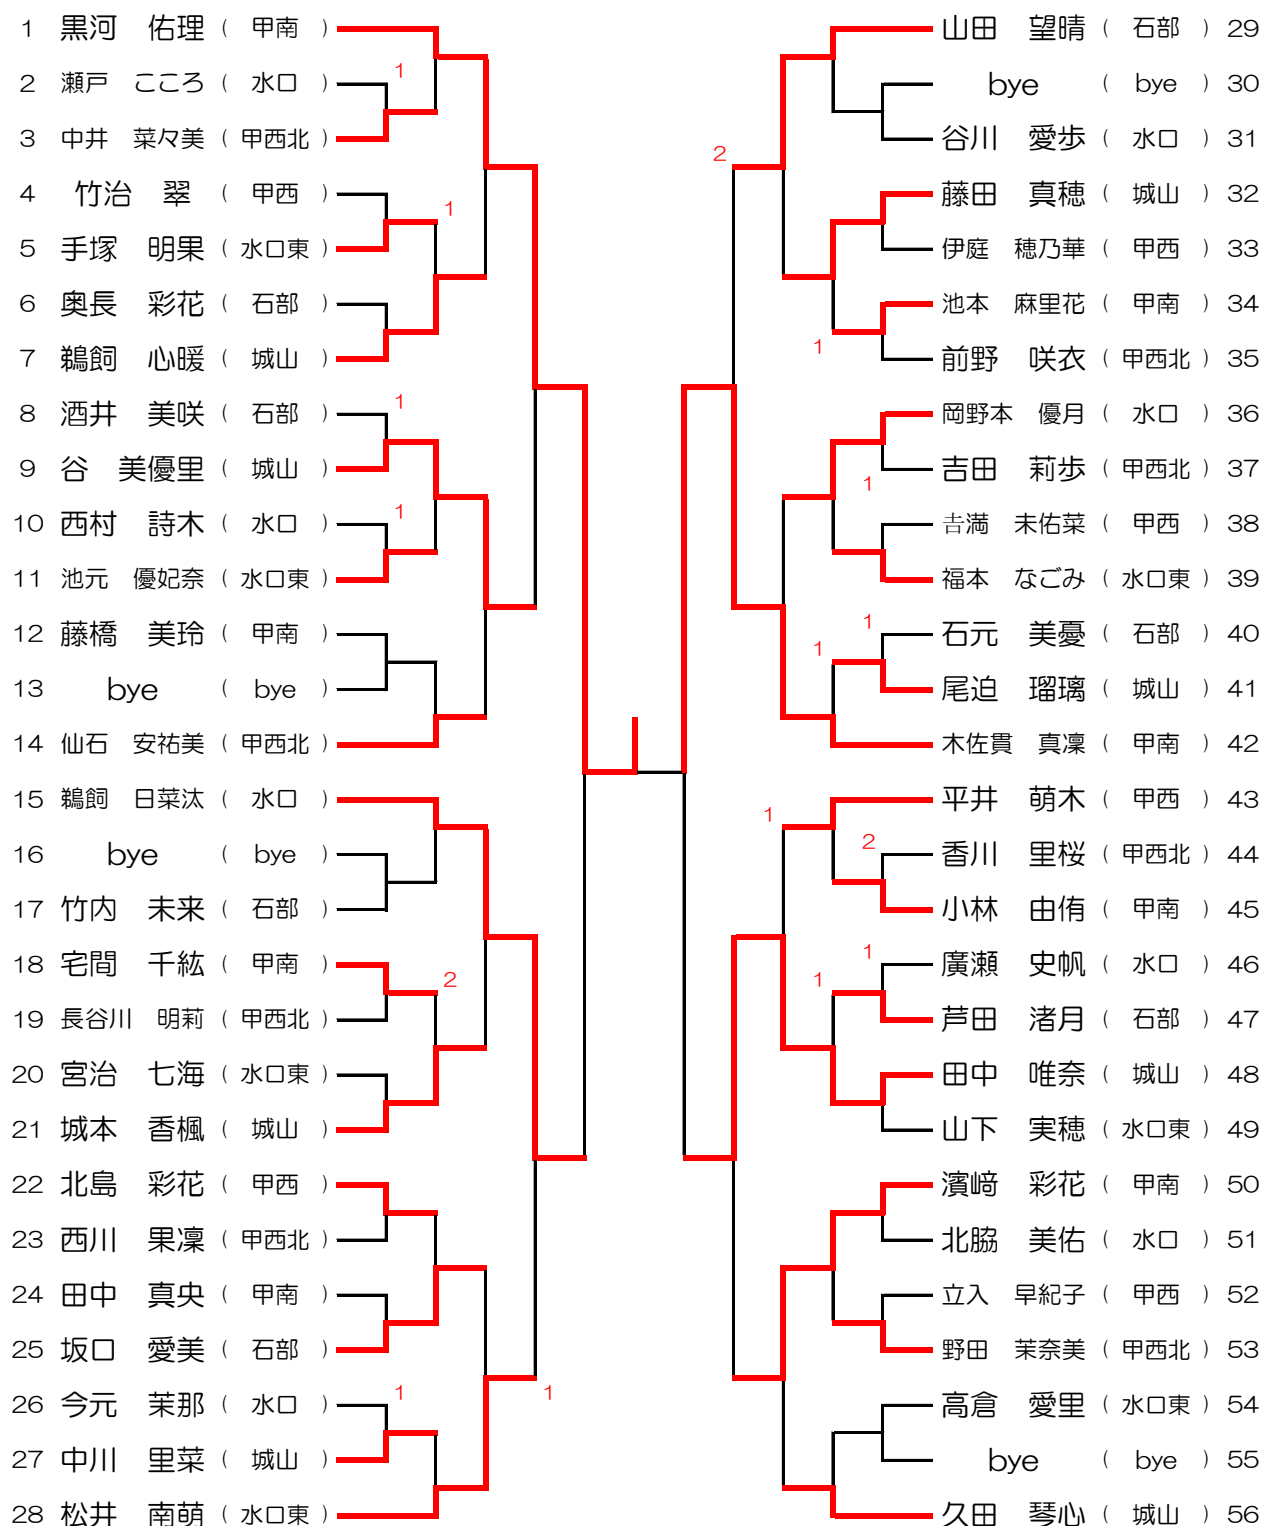 1 黒河 佑理 ( 甲南 )
2 瀬戸 こころ ( 水口 )
1
3 中井 菜々美 ( 甲西北 )
4 竹治 翠 ( 甲西 )
1
5 手塚 明果 ( 水口東 )
6 奥長 彩花 ( 石部 )
7 鵜飼 心暖 ( 城山 )
8 酒井 美咲 ( 石部 )
1
9 谷 美優里 ( 城山 )
10 西村 詩木 ( 水口 )
1
11 池元 優妃奈 ( 水口東 )
12 藤橋 美玲 ( 甲南 )
13 bye ( bye )
14 仙石 安祐美 ( 甲西北 )
15 鵜飼 日菜汰 ( 水口 )
16 bye ( bye )
17 竹内 未来 ( 石部 )
18 宅間 千紘 ( 甲南 )
2
19 長谷川 明莉 ( 甲西北 )
20 宮治 七海 ( 水口東 )
21 城本 香楓 ( 城山 )
22 北島 彩花 ( 甲西 )
23 西川 果凜 ( 甲西北 )
24 田中 真央 ( 甲南 )
25 坂口 愛美 ( 石部 )
1
26 今元 茉那 ( 水口 )
1
27 中川 里菜 ( 城山 )
28 松井 南萌 ( 水口東 )
山田 望晴 ( 石部 ) 29
bye ( bye ) 30
谷川 愛歩 ( 水口 ) 31
2
藤田 真穂 ( 城山 ) 32
伊庭 穂乃華 ( 甲西 ) 33
池本 麻里花 ( 甲南 ) 34
1
前野 咲衣 ( 甲西北 ) 35
岡野本 優月 ( 水口 ) 36
吉田 莉歩 ( 甲西北 ) 37
1
𠮷満 未佑菜 ( 甲西 ) 38
福本 なごみ ( 水口東 ) 39
1
石元 美憂 ( 石部 ) 40
1
尾迫 瑠璃 ( 城山 ) 41
木佐貫 真凜 ( 甲南 ) 42
平井 萌木 ( 甲西 ) 43
1
2
香川 里桜 ( 甲西北 ) 44
小林 由侑 ( 甲南 ) 45
1
廣瀬 史帆 ( 水口 ) 46
1
芦田 渚月 ( 石部 ) 47
田中 唯奈 ( 城山 ) 48
山下 実穂 ( 水口東 ) 49
濱﨑 彩花 ( 甲南 ) 50
北脇 美佑 ( 水口 ) 51
立入 早紀子 ( 甲西 ) 52
野田 茉奈美 ( 甲西北 ) 53
高倉 愛里 ( 水口東 ) 54
bye ( bye ) 55
久田 琴心 ( 城山 ) 56